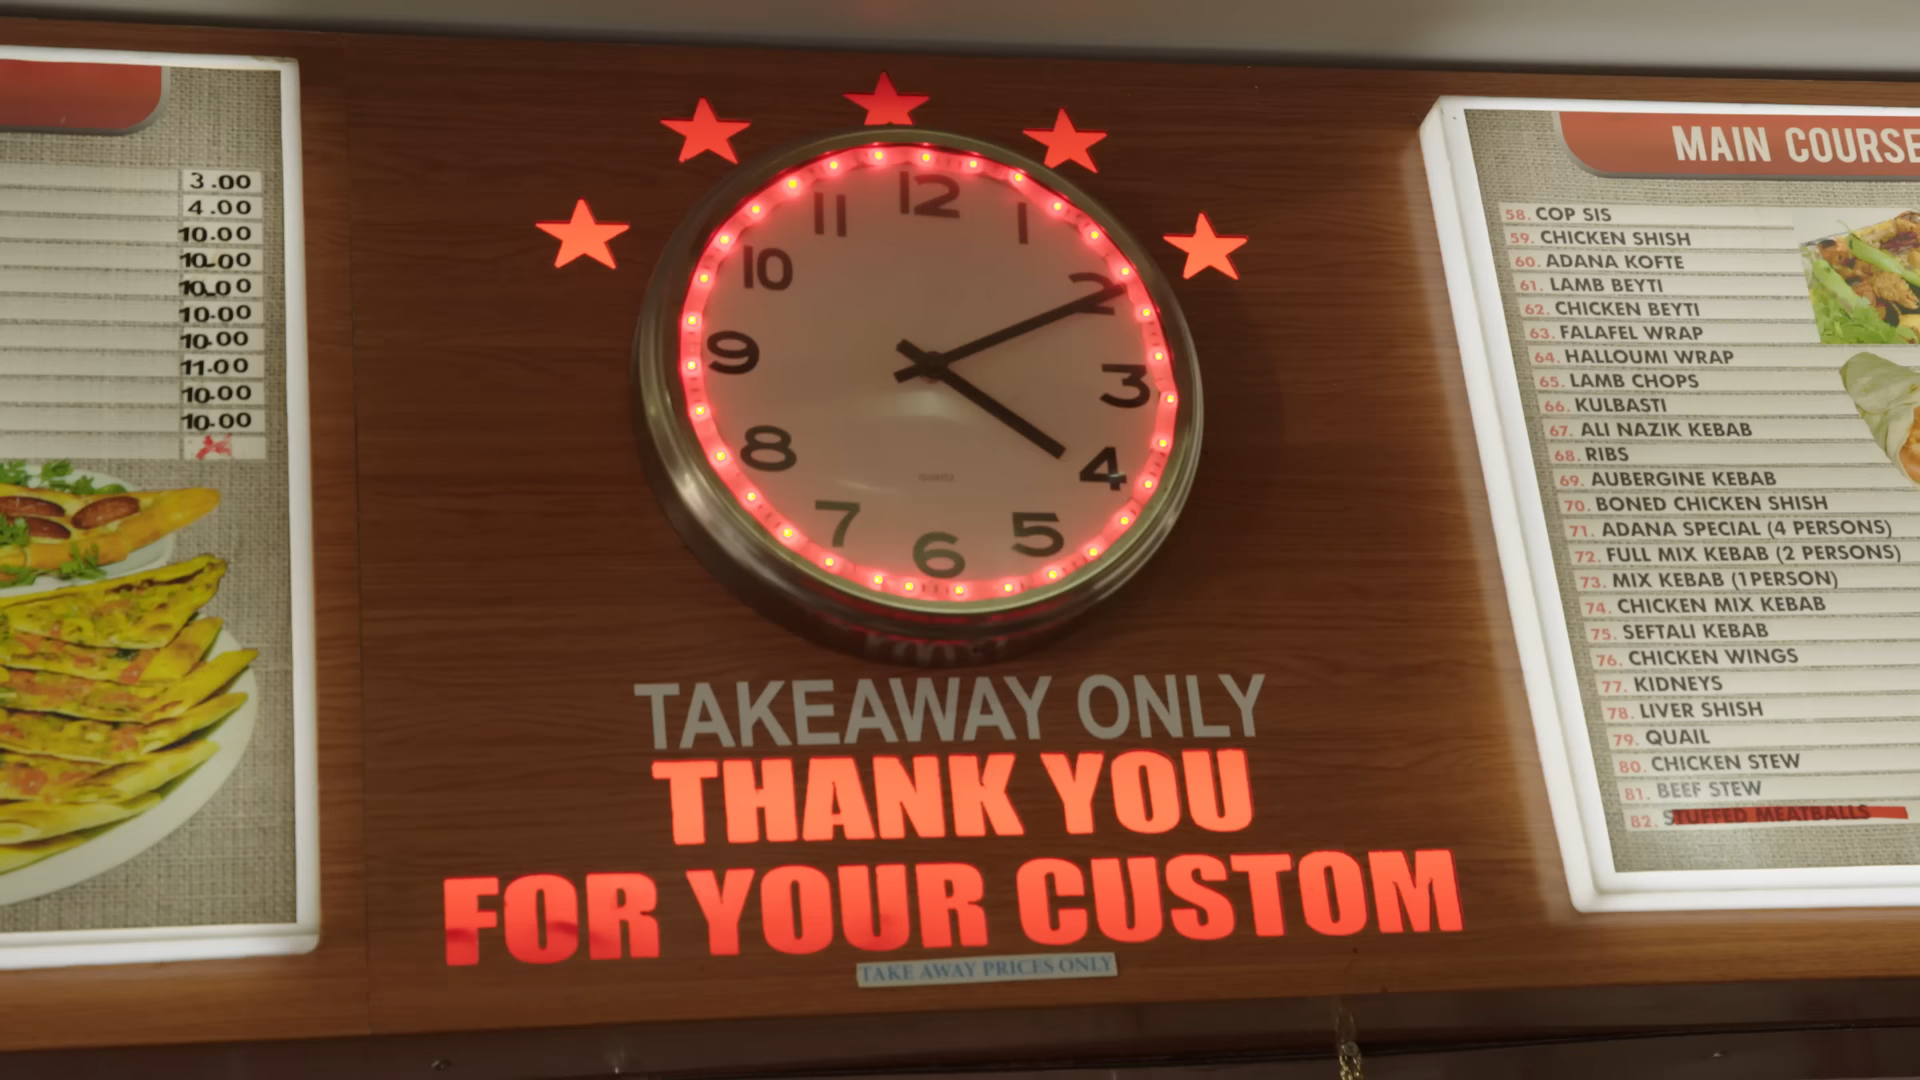 3.00
4.00
10.00
10.00
10.00
10.00
10.00
11.00
10.00
10.00
12
1
2
3
4
5
6
7
8
9
10
11
QUARTZ
TAKEAWAY ONLY
THANK YOU
FOR YOUR CUSTOM
TAKE AWAY PRICES ONLY
MAIN COURSE
58. COP SIS
59. CHICKEN SHISH
60. ADANA KOFTE
61. LAMB BEYTI
62. CHICKEN BEYTI
63. FALAFEL WRAP
64. HALLOUMI WRAP
65. LAMB CHOPS
66. KULBASTI
67. ALI NAZIK KEBAB
68. RIBS
69. AUBERGINE KEBAB
70. BONED CHICKEN SHISH
71. ADANA SPECIAL (4 PERSONS)
72. FULL MIX KEBAB (2 PERSONS)
73. MIX KEBAB (1PERSON)
74. CHICKEN MIX KEBAB
75. SEFTALI KEBAB
76. CHICKEN WINGS
77. KIDNEYS
78. LIVER SHISH
79. QUAIL
80. CHICKEN STEW
81. BEEF STEW
82. STUFFED MEATBALLS